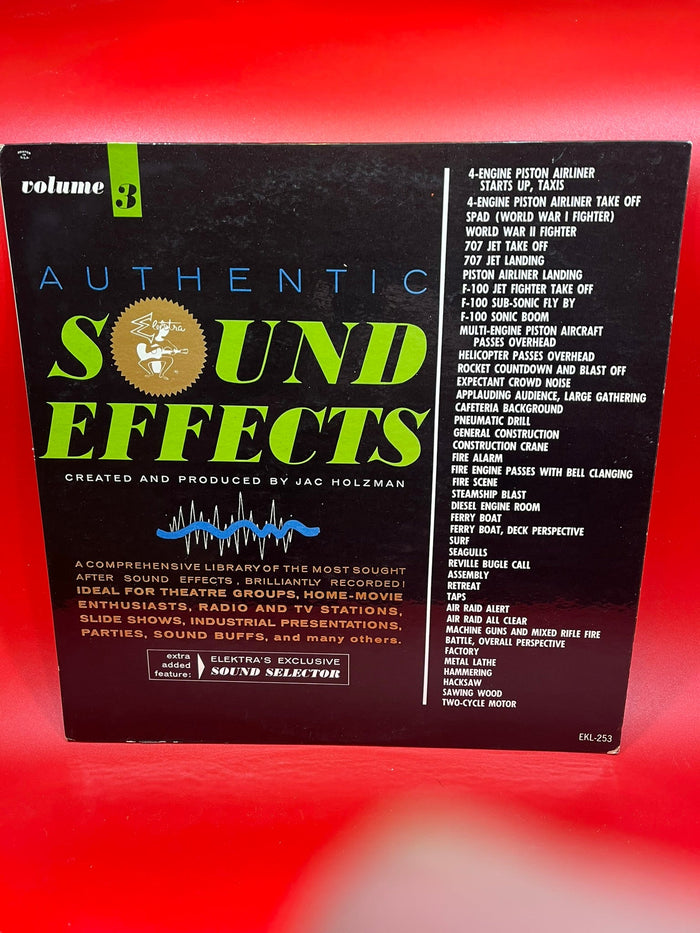 PRINTED IN U.S.A.
volume 3
AUTHENTIC
SOUND
Elektra
EFFECTS
CREATED AND PRODUCED BY JAC HOLZMAN
A COMPREHENSIVE LIBRARY OF THE MOST SOUGHT
AFTER SOUND EFFECTS, BRILLIANTLY RECORDED!
IDEAL FOR THEATRE GROUPS, HOME-MOVIE
ENTHUSIASTS, RADIO AND TV STATIONS,
SLIDE SHOWS, INDUSTRIAL PRESENTATIONS,
PARTIES, SOUND BUFFS, and many others.
extra
added
feature:
ELEKTRA'S EXCLUSIVE
SOUND SELECTOR
4-ENGINE PISTON AIRLINER
STARTS UP, TAXIS
4-ENGINE PISTON AIRLINER TAKE OFF
SPAD (WORLD WAR I FIGHTER)
WORLD WAR II FIGHTER
707 JET TAKE OFF
707 JET LANDING
PISTON AIRLINER LANDING
F-100 JET FIGHTER TAKE OFF
F-100 SUB-SONIC FLY BY
F-100 SONIC BOOM
MULTI-ENGINE PISTON AIRCRAFT
PASSES OVERHEAD
HELICOPTER PASSES OVERHEAD
ROCKET COUNTDOWN AND BLAST OFF
EXPECTANT CROWD NOISE
APPLAUDING AUDIENCE, LARGE GATHERING
CAFETERIA BACKGROUND
PNEUMATIC DRILL
GENERAL CONSTRUCTION
CONSTRUCTION CRANE
FIRE ALARM
FIRE ENGINE PASSES WITH BELL CLANGING
FIRE SCENE
STEAMSHIP BLAST
DIESEL ENGINE ROOM
FERRY BOAT
FERRY BOAT, DECK PERSPECTIVE
SURF
SEAGULLS
REVILLE BUGLE CALL
ASSEMBLY
RETREAT
TAPS
AIR RAID ALERT
AIR RAID ALL CLEAR
MACHINE GUNS AND MIXED RIFLE FIRE
BATTLE, OVERALL PERSPECTIVE
FACTORY
METAL LATHE
HAMMERING
HACKSAW
SAWING WOOD
TWO-CYCLE MOTOR
EKL-253